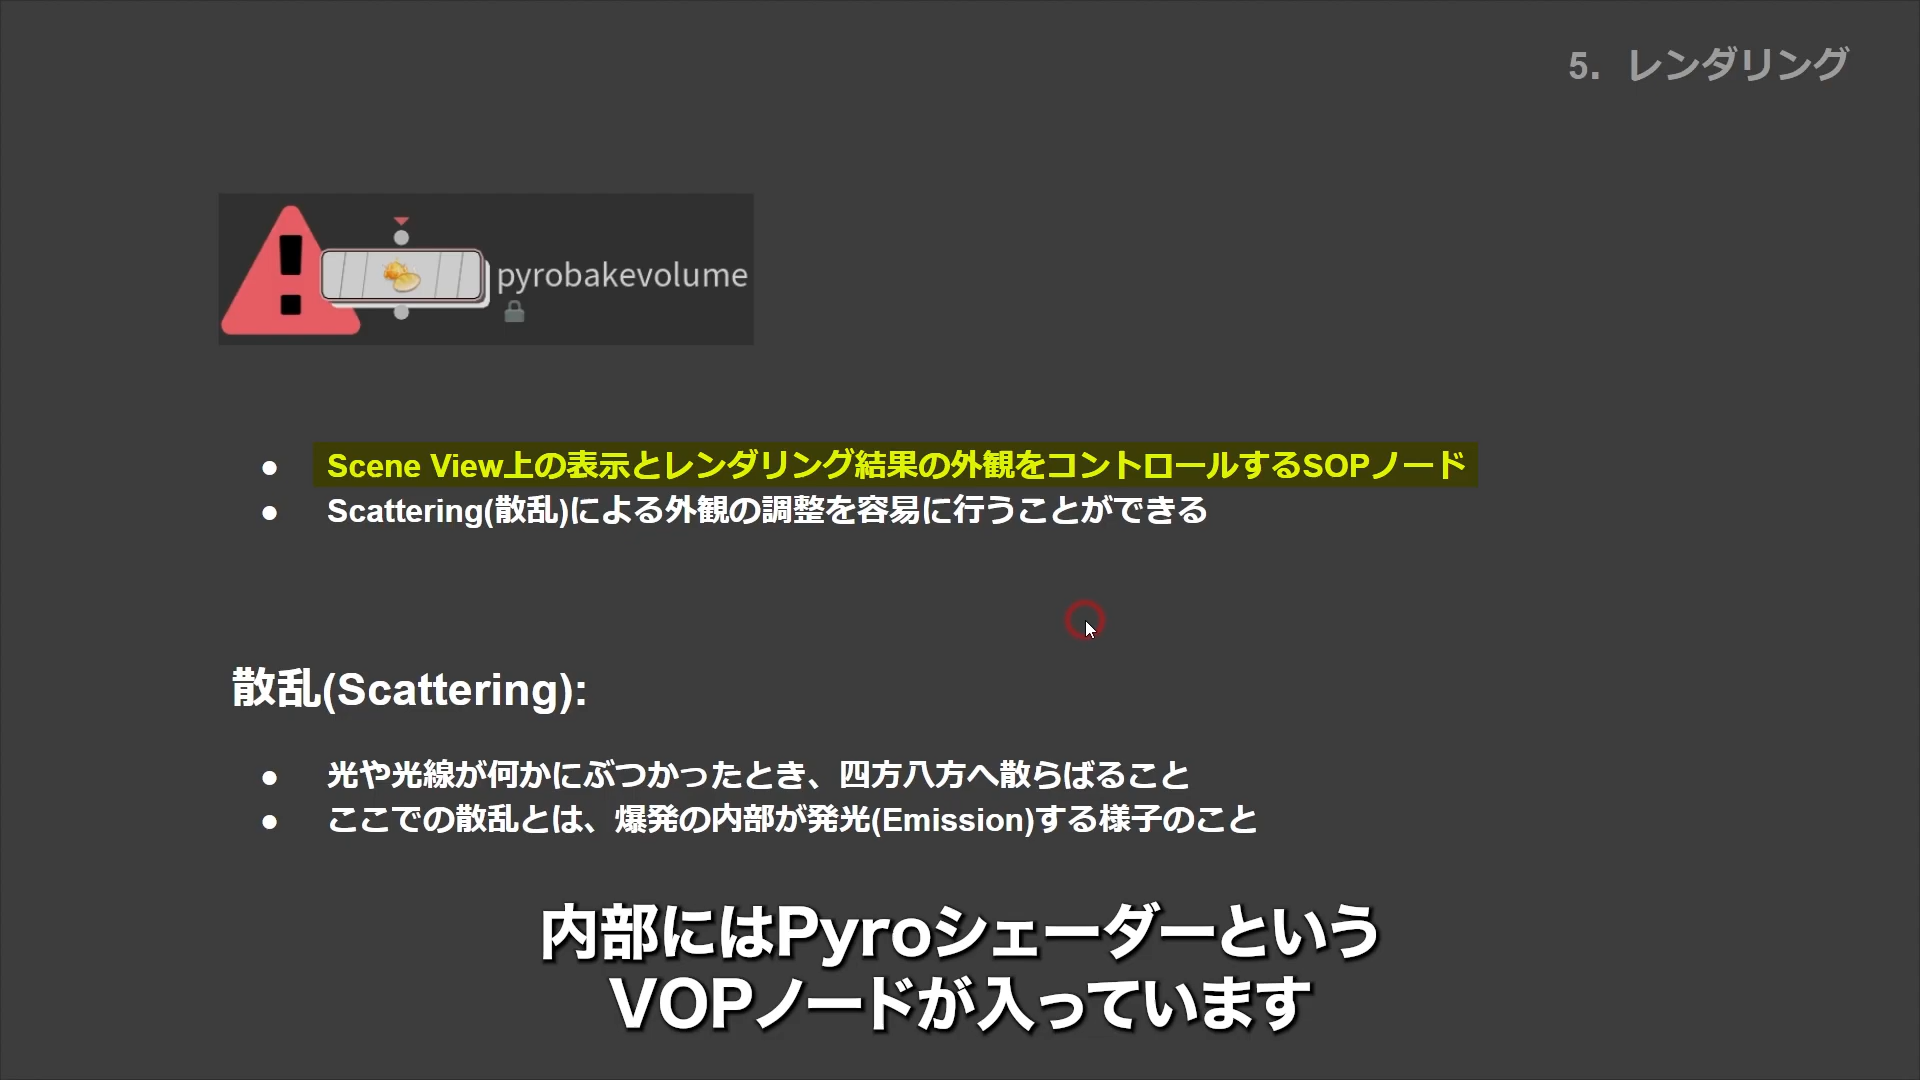 5. レンダリング
pyrobakevolume
● Scene View上の表示とレンダリング結果の外観をコントロールするSOPノード
● Scattering(散乱)による外観の調整を容易に行うことができる
散乱(Scattering):
● 光や光線が何かにぶつかったとき、四方八方へ散らばること
● ここでの散乱とは、爆発の内部が発光(Emission)する様子のこと
内部にはPyroシェーダーという
VOPノードが入っています